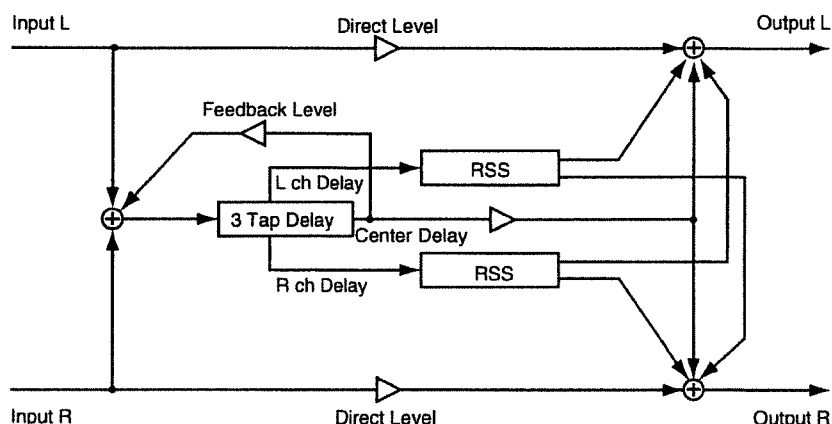 Input L
Direct Level
Output L
Feedback Level
L ch Delay
RSS
3 Tap Delay
Center Delay
R ch Delay
RSS
Input R
Direct Level
Output R